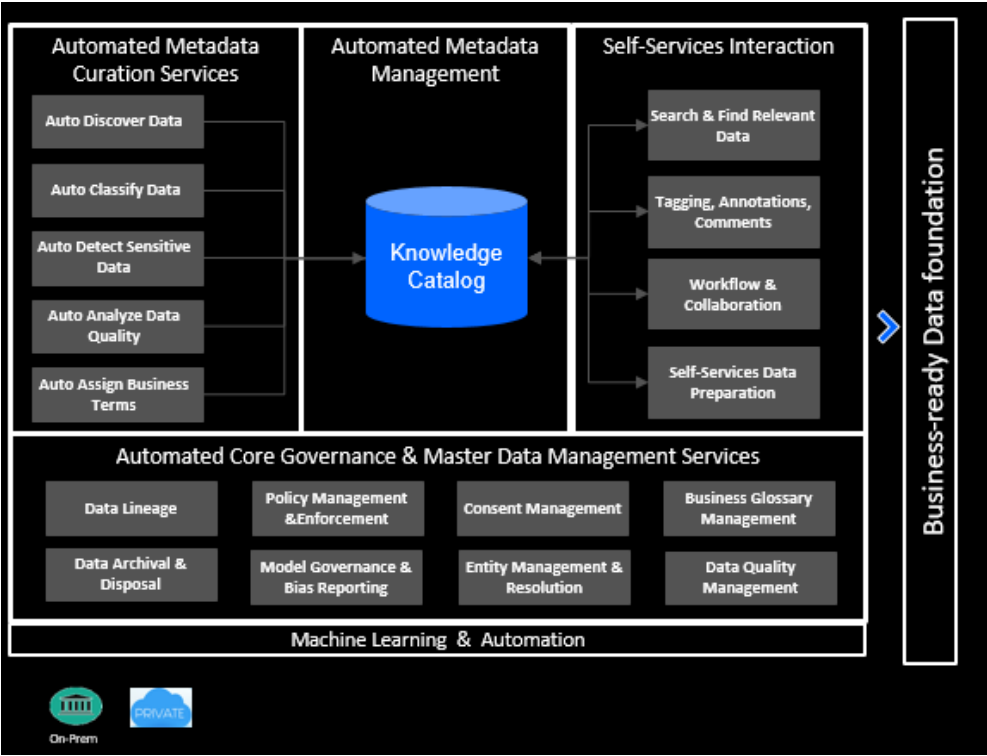 Automated Metadata
Curation Services
Auto Discover Data
Auto Classify Data
Auto Detect Sensitive
Data
Auto Analyze Data
Quality
Auto Assign Business
Terms
Automated Metadata
Management
Knowledge
Catalog
Self-Services Interaction
Search & Find Relevant
Data
Tagging, Annotations,
Comments
Workflow &
Collaboration
Self-Services Data
Preparation
Automated Core Governance & Master Data Management Services
Data Lineage
Policy Management
&Enforcement
Consent Management
Business Glossary
Management
Data Archival &
Disposal
Model Governance &
Bias Reporting
Entity Management &
Resolution
Data Quality
Management
Machine Learning & Automation
Business-ready Data foundation
On-Prem
PRIVATE